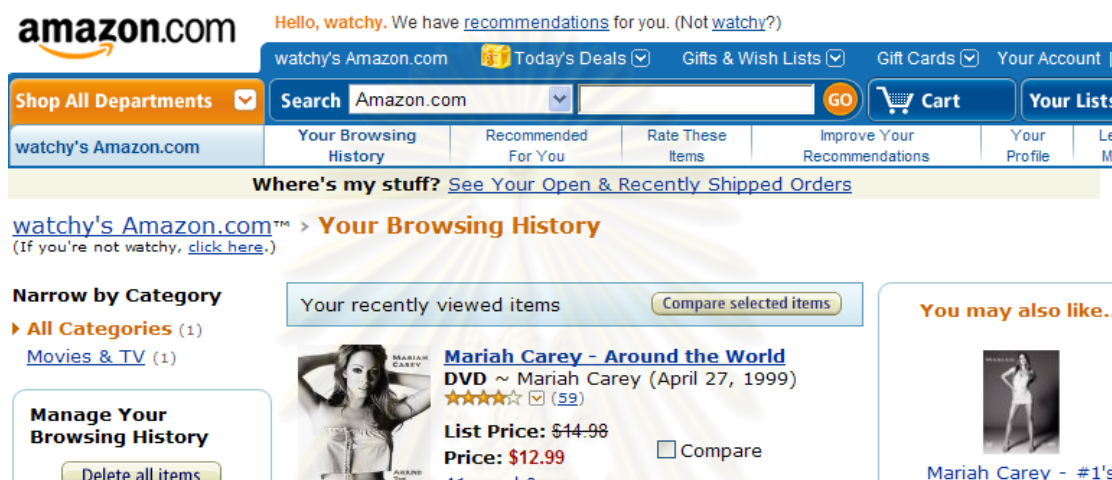 amazon.com
Hello, watchy. We have recommendations for you. (Not watchy?)
watchy's Amazon.com Today's Deals Gifts & Wish Lists Gift Cards Your Account |
Shop All Departments Search Amazon.com GO Cart Your Lists
watchy's Amazon.com
Your Browsing History
Recommended For You
Rate These Items
Improve Your Recommendations
Your Profile
Where's my stuff? See Your Open & Recently Shipped Orders
watchy's Amazon.com™ › Your Browsing History
(If you're not watchy, click here.)
Narrow by Category
All Categories (1)
Movies & TV (1)
Manage Your
Browsing History
Delete all items
Your recently viewed items Compare selected items
MARIAH
CAREY
AROUND
THE
Mariah Carey - Around the World
DVD ~ Mariah Carey (April 27, 1999)
(59)
List Price: $14.98
Price: $12.99
Compare
You may also like..
Mariah Carey - #1's